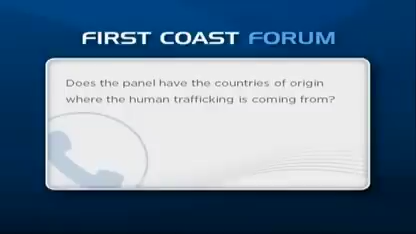 FIRST COAST FORUM
Does the panel have the countries of origin
where the human trafficking is coming from?